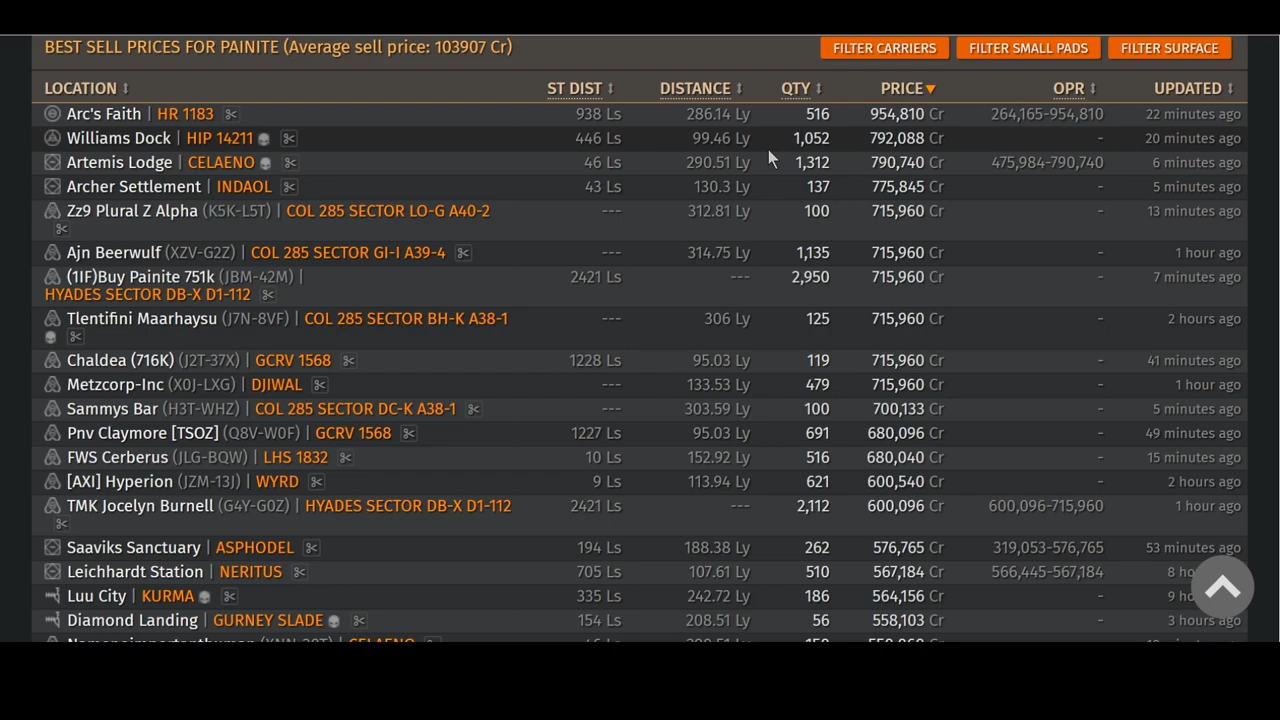 BEST SELL PRICES FOR PAINITE (Average sell price: 103907 Cr) FILTER CARRIERS FILTER SMALL PADS FILTER SURFACE
LOCATION ST DIST DISTANCE QTY PRICE OPR UPDATED
Arc's Faith | HR 1183 938 Ls 286.14 Ly 516 954,810 Cr 264,165-954,810 22 minutes ago
Williams Dock | HIP 14211 446 Ls 99.46 Ly 1,052 792,088 Cr - 20 minutes ago
Artemis Lodge | CELAENO 46 Ls 290.51 Ly 1,312 790,740 Cr 475,984-790,740 6 minutes ago
Archer Settlement | INDAOL 43 Ls 130.3 Ly 137 775,845 Cr - 5 minutes ago
Zz9 Plural Z Alpha (K5K-L5T) | COL 285 SECTOR LO-G A40-2 --- 312.81 Ly 100 715,960 Cr - 13 minutes ago
Ajn Beerwulf (XZV-G2Z) | COL 285 SECTOR GI-I A39-4 --- 314.75 Ly 1,135 715,960 Cr - 1 hour ago
(1IF)Buy Painite 751k (JBM-42M) | 2421 Ls --- 2,950 715,960 Cr - 7 minutes ago
HYADES SECTOR DB-X D1-112
Tlentifini Maarhaysu (J7N-8VF) | COL 285 SECTOR BH-K A38-1 --- 306 Ly 125 715,960 Cr - 2 hours ago
Chaldea (716K) (J2T-37X) | GCRV 1568 1228 Ls 95.03 Ly 119 715,960 Cr - 41 minutes ago
Metzcorp-Inc (X0J-LXG) | DJIWAL --- 133.53 Ly 479 715,960 Cr - 1 hour ago
Sammys Bar (H3T-WHZ) | COL 285 SECTOR DC-K A38-1 --- 303.59 Ly 100 700,133 Cr - 5 minutes ago
Pnv Claymore [TSOZ] (Q8V-W0F) | GCRV 1568 1227 Ls 95.03 Ly 691 680,096 Cr - 49 minutes ago
FWS Cerberus (JLG-BQW) | LHS 1832 10 Ls 152.92 Ly 516 680,040 Cr - 15 minutes ago
[AXI] Hyperion (JZM-13J) | WYRD 9 Ls 113.94 Ly 621 600,540 Cr - 2 hours ago
TMK Jocelyn Burnell (G4Y-G0Z) | HYADES SECTOR DB-X D1-112 2421 Ls --- 2,112 600,096 Cr 600,096-715,960 1 hour ago
Saaviks Sanctuary | ASPHODEL 194 Ls 188.38 Ly 262 576,765 Cr 319,053-576,765 53 minutes ago
Leichhardt Station | NERITUS 705 Ls 107.61 Ly 510 567,184 Cr 566,445-567,184 8
Luu City | KURMA 335 Ls 242.72 Ly 186 564,156 Cr - 9
Diamond Landing | GURNEY SLADE 154 Ls 208.51 Ly 56 558,103 Cr - 3 hours ago